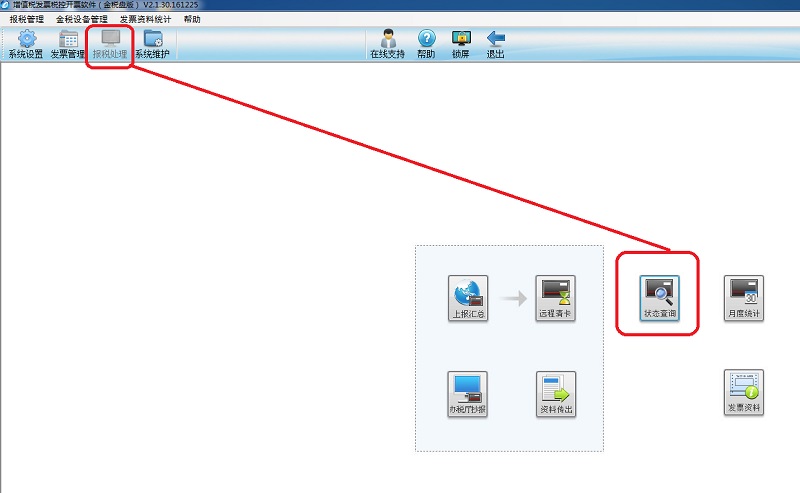 增值税发票税控开票软件（金税盘版） V2.1.30.161225
报税管理 金税设备管理 发票资料统计 帮助
系统设置 发票管理 报税处理 系统维护 在线支持 帮助 锁屏 退出
上报汇总 远程清卡 状态查询 月度统计
办税厅抄报 资料传出 发票资料